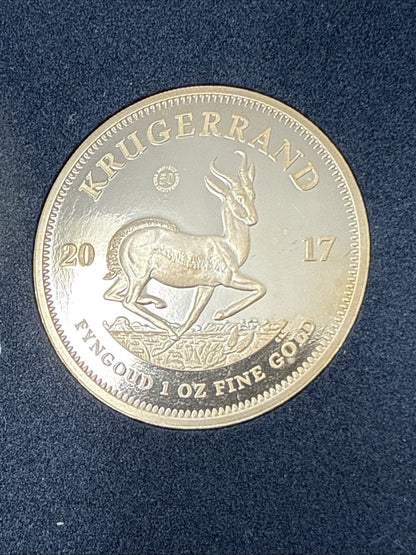 KRUGERRAND
50
20 17
FYNGOUD 1 OZ FINE GOLD